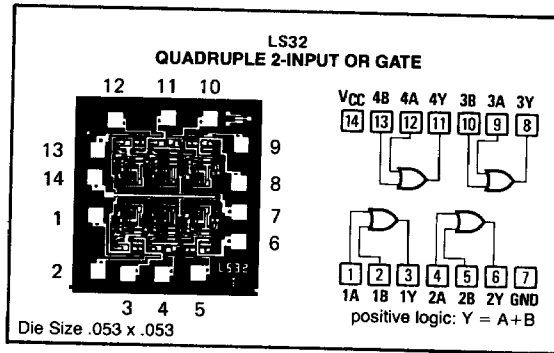 LS32
QUADRUPLE 2-INPUT OR GATE
12 11 10
13
14
1
2
9
8
7
6
3 4 5
LS32
Die Size .053 x .053
VCC 4B 4A 4Y 3B 3A 3Y
14 13 12 11 10 9 8
1 2 3 4 5 6 7
1A 1B 1Y 2A 2B 2Y GND
positive logic: Y = A+B